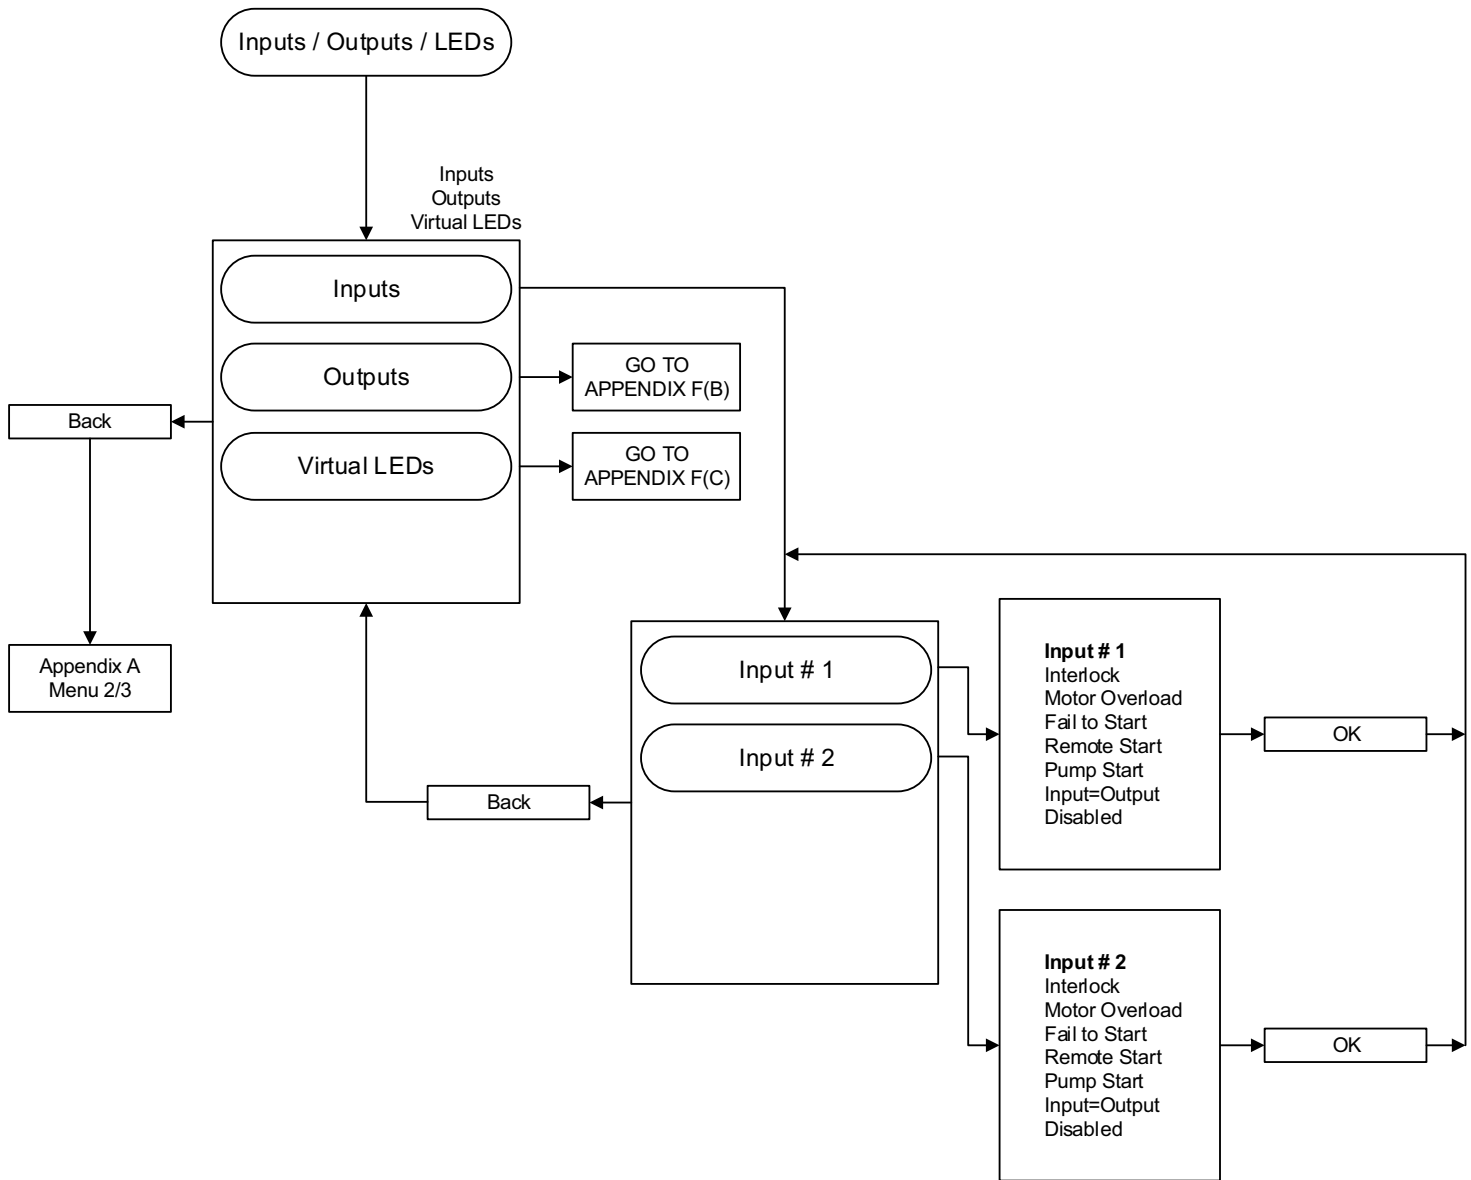 Inputs / Outputs / LEDs
Inputs
Outputs
Virtual LEDs
Inputs
Outputs
GO TO
APPENDIX F(B)
Back
Virtual LEDs
GO TO
APPENDIX F(C)
Appendix A
Menu 2/3
Input # 1
Input # 2
Back
Input # 1
Interlock
Motor Overload
Fail to Start
Remote Start
Pump Start
Input=Output
Disabled
OK
Input # 2
Interlock
Motor Overload
Fail to Start
Remote Start
Pump Start
Input=Output
Disabled
OK